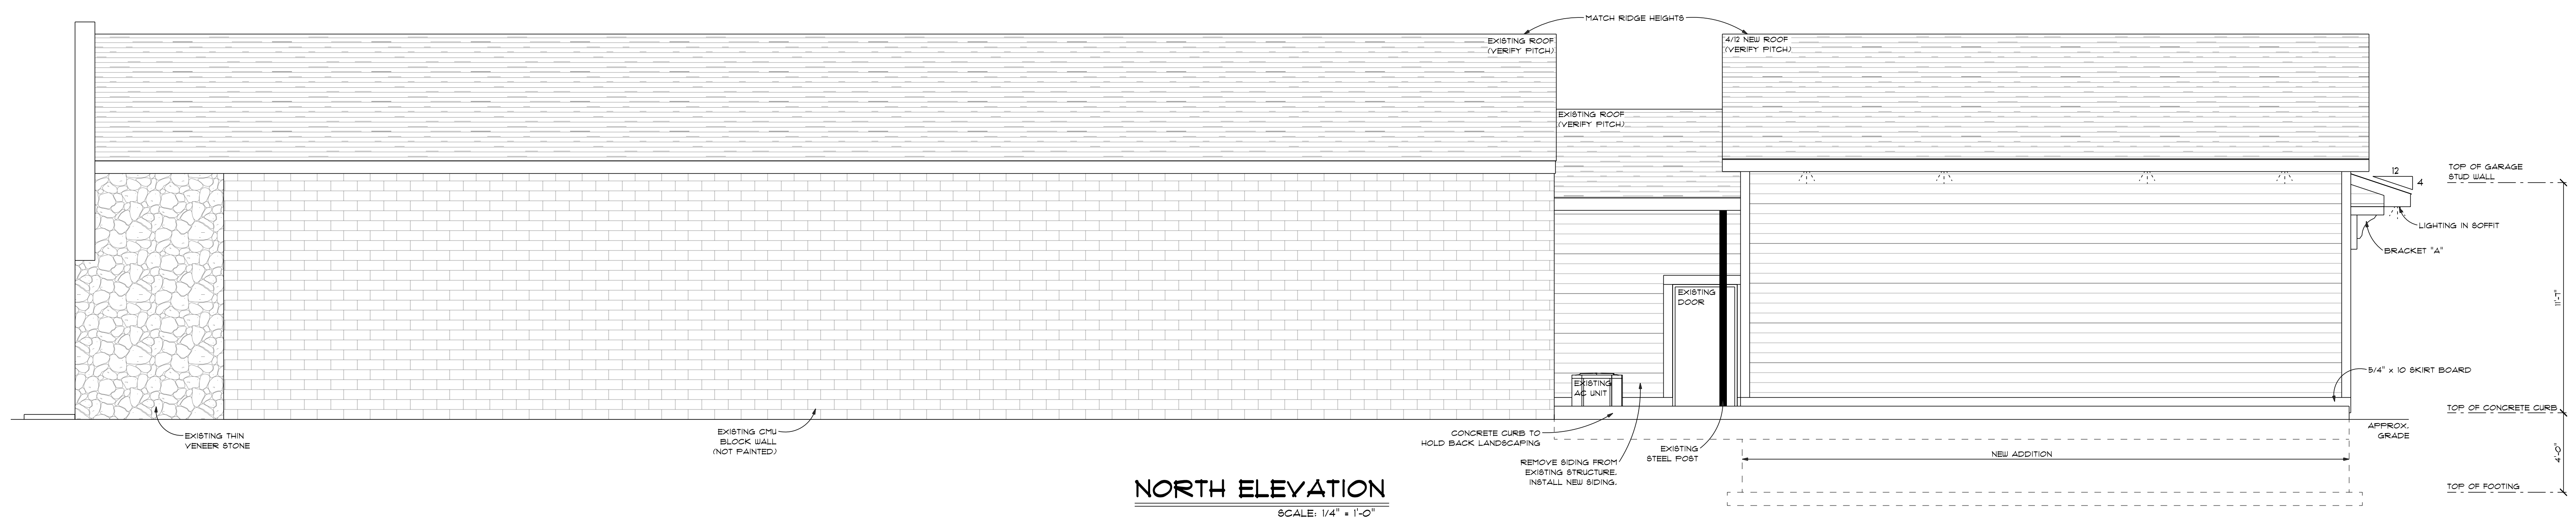 MATCH RIDGE HEIGHTS
EXISTING ROOF
(VERIFY PITCH)
4/12 NEW ROOF
(VERIFY PITCH)
EXISTING ROOF
(VERIFY PITCH)
TOP OF GARAGE
STUD WALL
12
4
LIGHTING IN SOFFIT
BRACKET "A"
11'-7"
EXISTING
DOOR
EXISTING
AC UNIT
5/4" x 10 SKIRT BOARD
TOP OF CONCRETE CURB
APPROX.
GRADE
EXISTING THIN
VENEER STONE
EXISTING CMU
BLOCK WALL
(NOT PAINTED)
CONCRETE CURB TO
HOLD BACK LANDSCAPING
EXISTING
STEEL POST
REMOVE SIDING FROM
EXISTING STRUCTURE.
INSTALL NEW SIDING.
NEW ADDITION
4'-0"
TOP OF FOOTING
NORTH ELEVATION
SCALE: 1/4" = 1'-0"